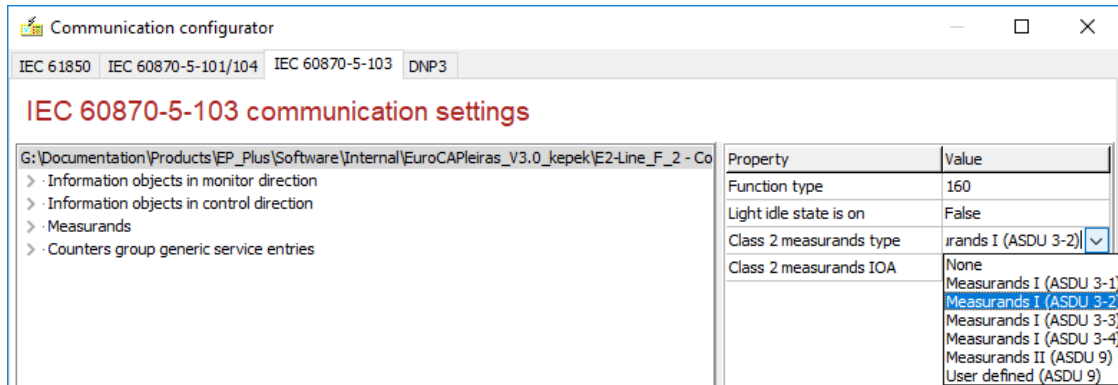 Communication configurator
IEC 61850 IEC 60870-5-101/104 IEC 60870-5-103 DNP3
IEC 60870-5-103 communication settings
G:\Documentation\Products\EP_Plus\Software\Internal\EuroCAPleiras_V3.0_kepek\E2-Line_F_2 - Co
Information objects in monitor direction
Information objects in control direction
Measurands
Counters group generic service entries
Property Value
Function type 160
Light idle state is on False
Class 2 measurands type urands I (ASDU 3-2)
Class 2 measurands IOA
None
Measurands I (ASDU 3-1)
Measurands I (ASDU 3-2
Measurands I (ASDU 3-3)
Measurands I (ASDU 3-4)
Measurands II (ASDU 9)
User defined (ASDU 9)